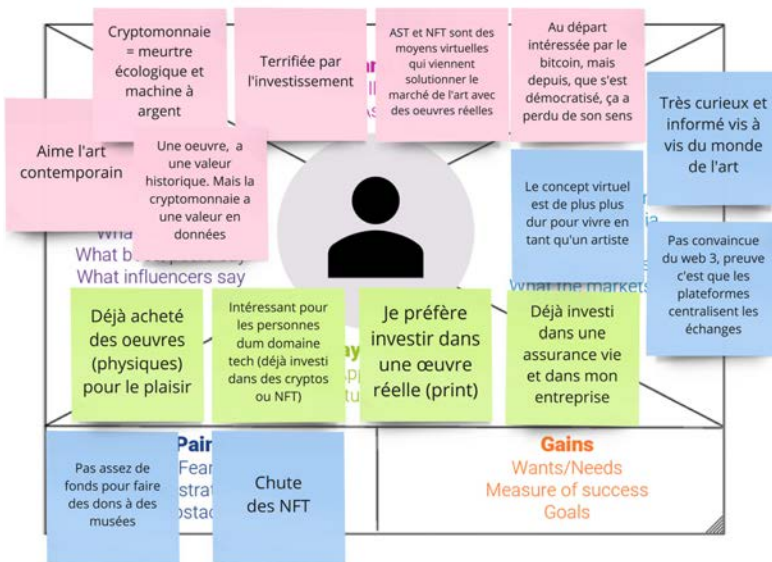 Cryptomonnaie
= meurtre
écologique et
machine à
argent
Terrifiée par
l'investissement
AST et NFT sont des
moyens virtuelles
qui viennent
solutionner le
marché de l'art avec
des oeuvres réelles
Au départ
intéressée par le
bitcoin, mais
depuis, que s'est
démocratisé, ça a
perdu de son sens
Très curieux et
informé vis à
vis du monde
de l'art
Aime l'art
contemporain
Une oeuvre, a
une valeur
historique. Mais la
cryptomonnaie a
une valeur en
données
Le concept virtuel
est de plus plus
dur pour vivre en
tant qu'un artiste
Pas convaincue
du web 3, preuve
c'est que les
plateformes
centralisent les
échanges
What
What b
What influencers say
What the markets
Déjà acheté
des oeuvres
(physiques)
pour le plaisir
Intéressant pour
les personnes
dum domaine
tech (déjà investi
dans des cryptos
ou NFT)
Je préfère
investir dans
une œuvre
réelle (print)
Déjà investi
dans une
assurance vie
et dans mon
entreprise
Pain
Fear
Pas assez de
fonds pour faire
des dons à des
musées
Chute
des NFT
Gains
Wants/Needs
Measure of success
Goals